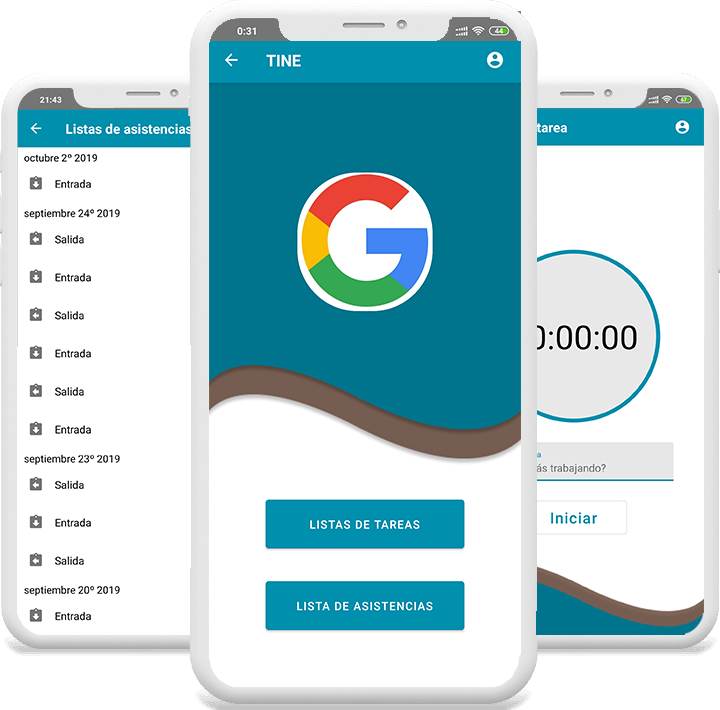 21:43
Listas de asistencias
octubre 2º 2019
Entrada
septiembre 24º 2019
Salida
Entrada
Salida
Entrada
Salida
Entrada
septiembre 23º 2019
Salida
Entrada
Salida
septiembre 20º 2019
Entrada
0:31
44
TINE
G
LISTAS DE TAREAS
LISTA DE ASISTENCIAS
67
tarea
0:00:00
a
ás trabajando?
Iniciar